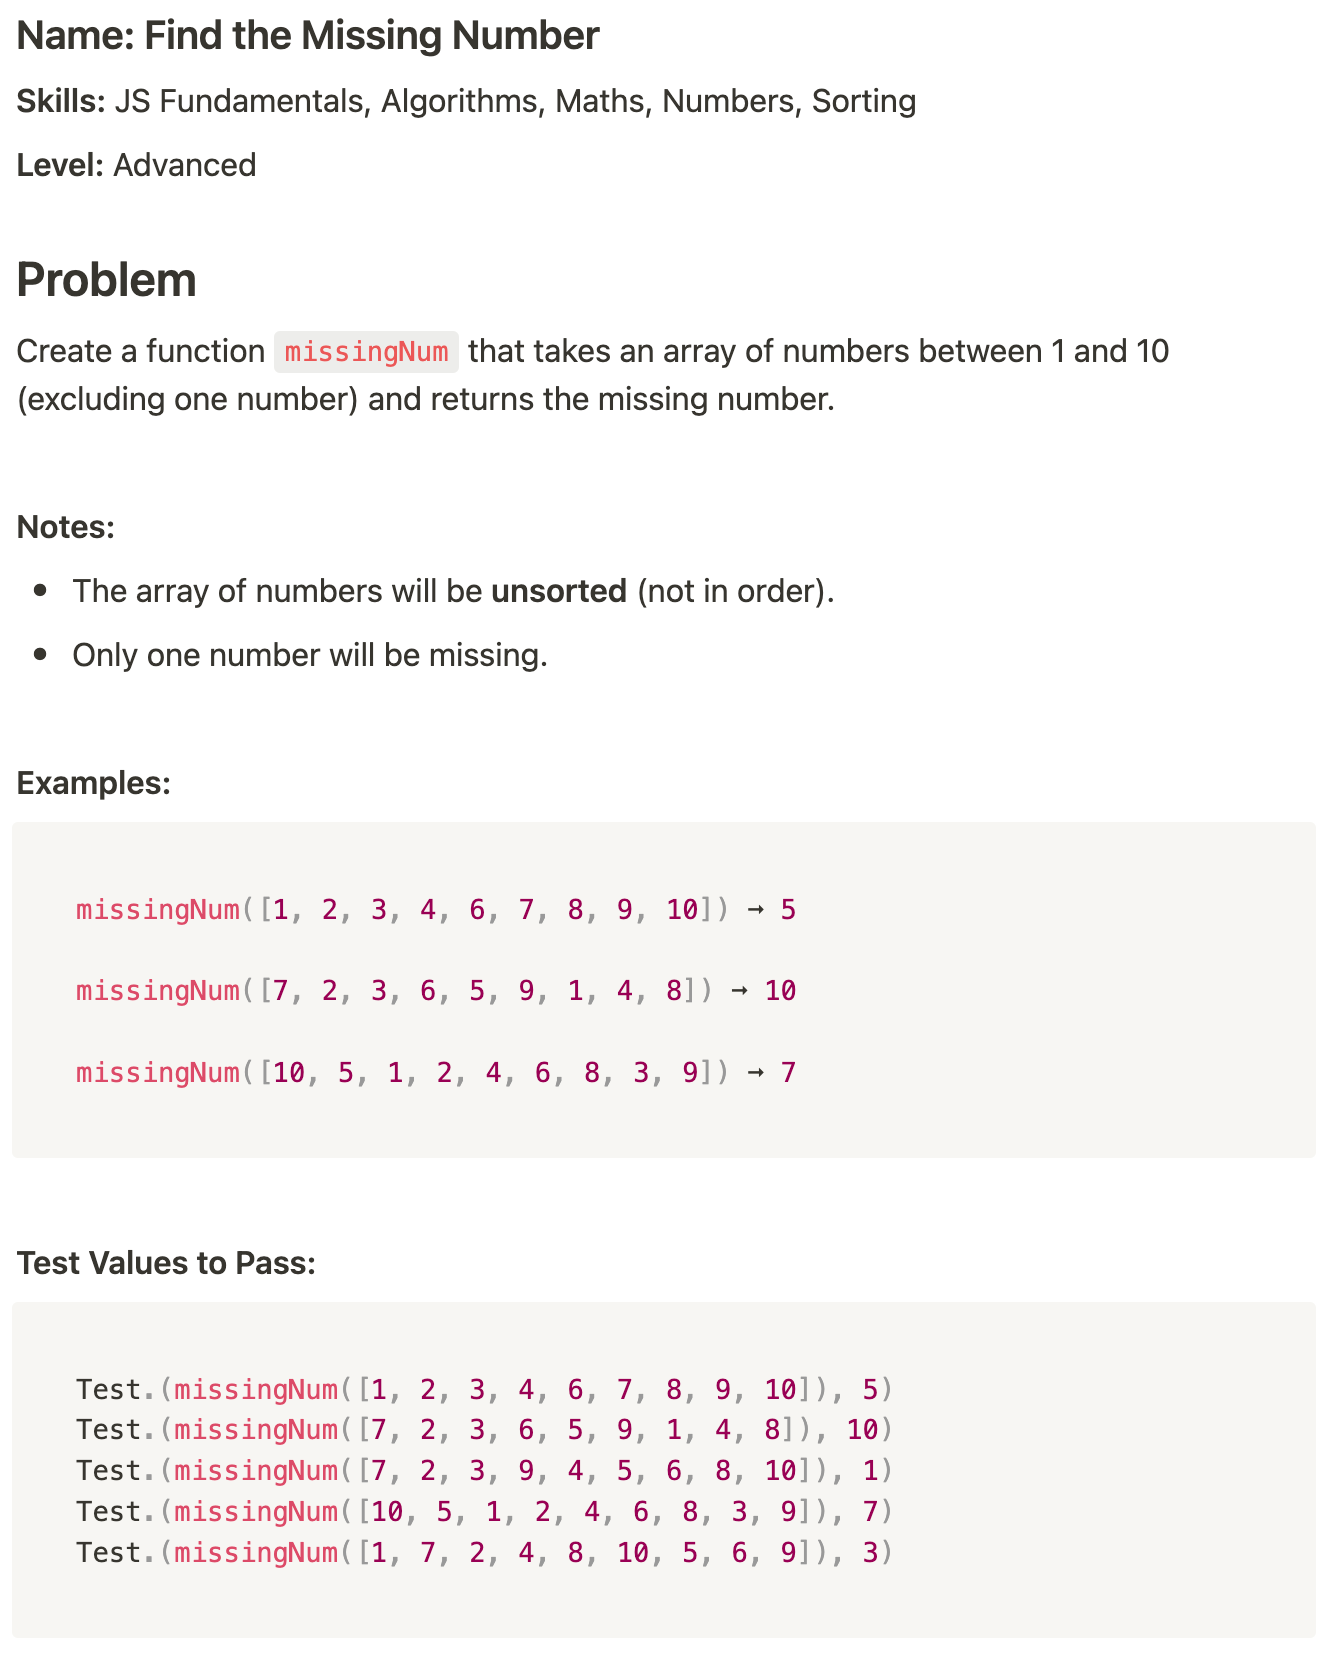 Name: Find the Missing Number
Skills: JS Fundamentals, Algorithms, Maths, Numbers, Sorting
Level: Advanced
Problem
Create a function missingNum that takes an array of numbers between 1 and 10
(excluding one number) and returns the missing number.
Notes:
• The array of numbers will be unsorted (not in order).
• Only one number will be missing.
Examples:
missingNum([1, 2, 3, 4, 6, 7, 8, 9, 10]) → 5
missingNum([7, 2, 3, 6, 5, 9, 1, 4, 8]) → 10
missingNum([10, 5, 1, 2, 4, 6, 8, 3, 9]) → 7
Test Values to Pass:
Test.(missingNum([1, 2, 3, 4, 6, 7, 8, 9, 10]), 5)
Test.(missingNum([7, 2, 3, 6, 5, 9, 1, 4, 8]), 10)
Test.(missingNum([7, 2, 3, 9, 4, 5, 6, 8, 10]), 1)
Test.(missingNum([10, 5, 1, 2, 4, 6, 8, 3, 9]), 7)
Test.(missingNum([1, 7, 2, 4, 8, 10, 5, 6, 9]), 3)